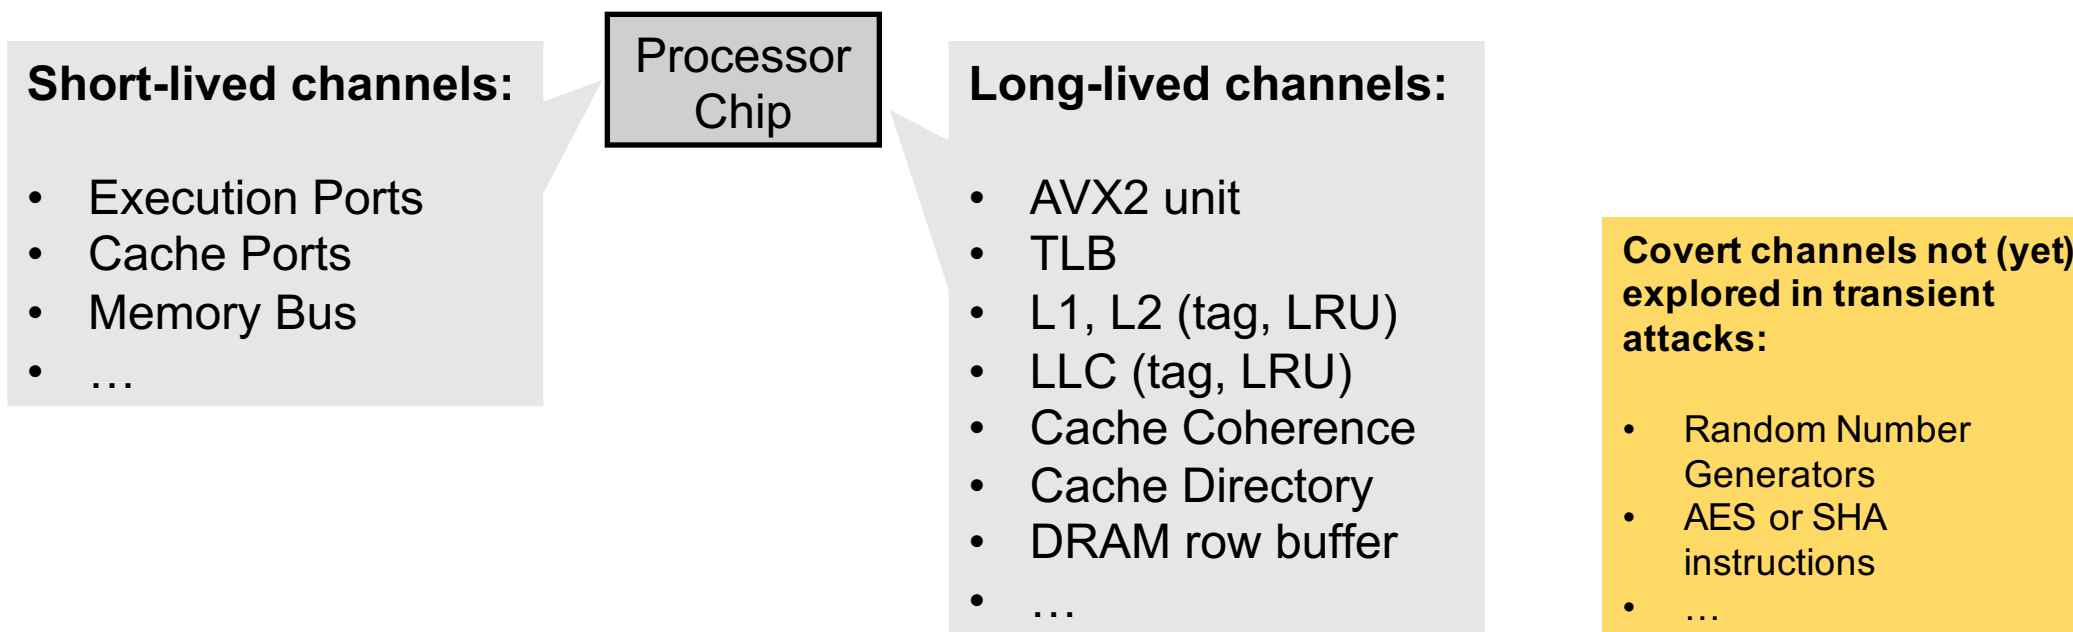 Processor
Chip
Short-lived channels:
• Execution Ports
• Cache Ports
• Memory Bus
• …
Long-lived channels:
• AVX2 unit
• TLB
• L1, L2 (tag, LRU)
• LLC (tag, LRU)
• Cache Coherence
• Cache Directory
• DRAM row buffer
• …
Covert channels not (yet)
explored in transient
attacks:
• Random Number
Generators
• AES or SHA
instructions
• …